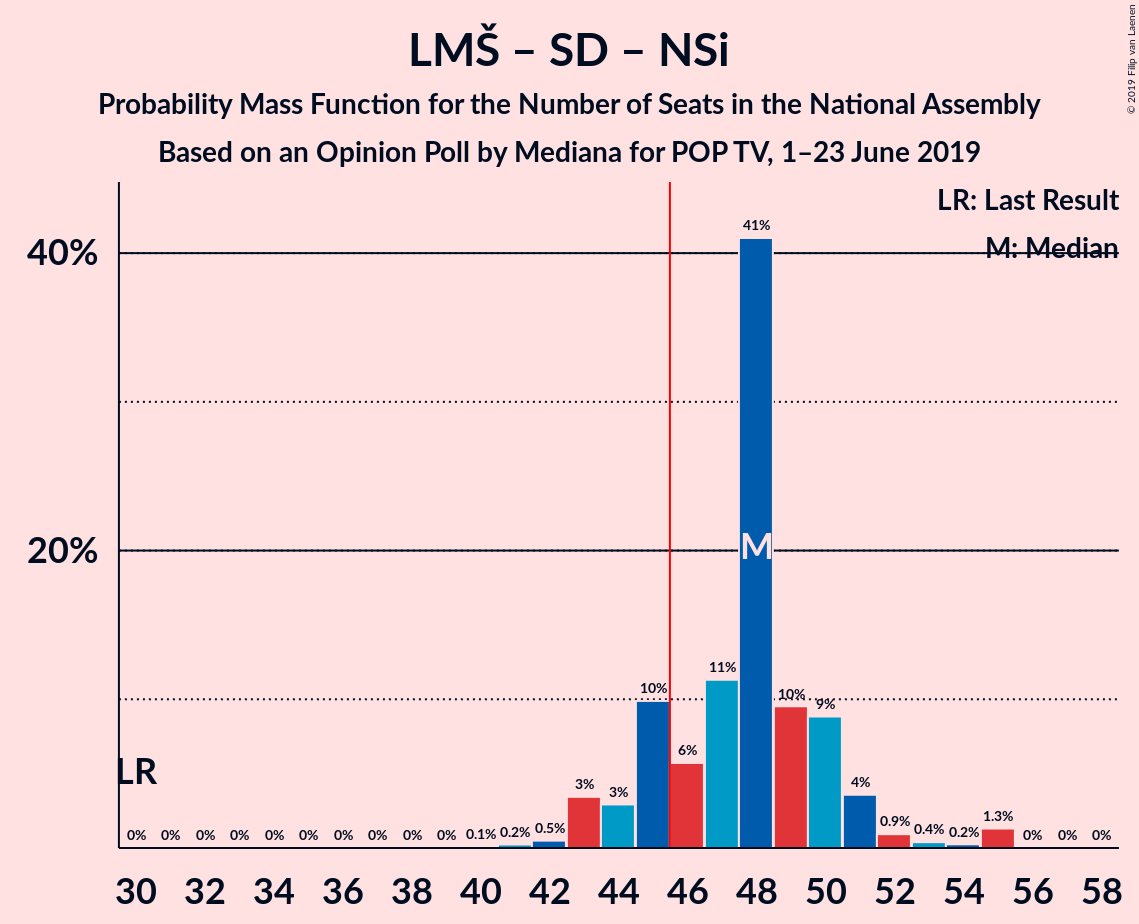 LMŠ – SD – NSi
Probability Mass Function for the Number of Seats in the National Assembly
Based on an Opinion Poll by Mediana for POP TV, 1–23 June 2019
© 2019 Filip van Laenen
LR: Last Result
M: Median
40%
20%
41%
M
LR
0% 0% 0% 0% 0% 0% 0% 0% 0% 0% 0.1% 0.2% 0.5% 3% 3% 10% 6% 11% 10% 9% 4% 0.9% 0.4% 0.2% 1.3% 0% 0% 0%
30 32 34 36 38 40 42 44 46 48 50 52 54 56 58